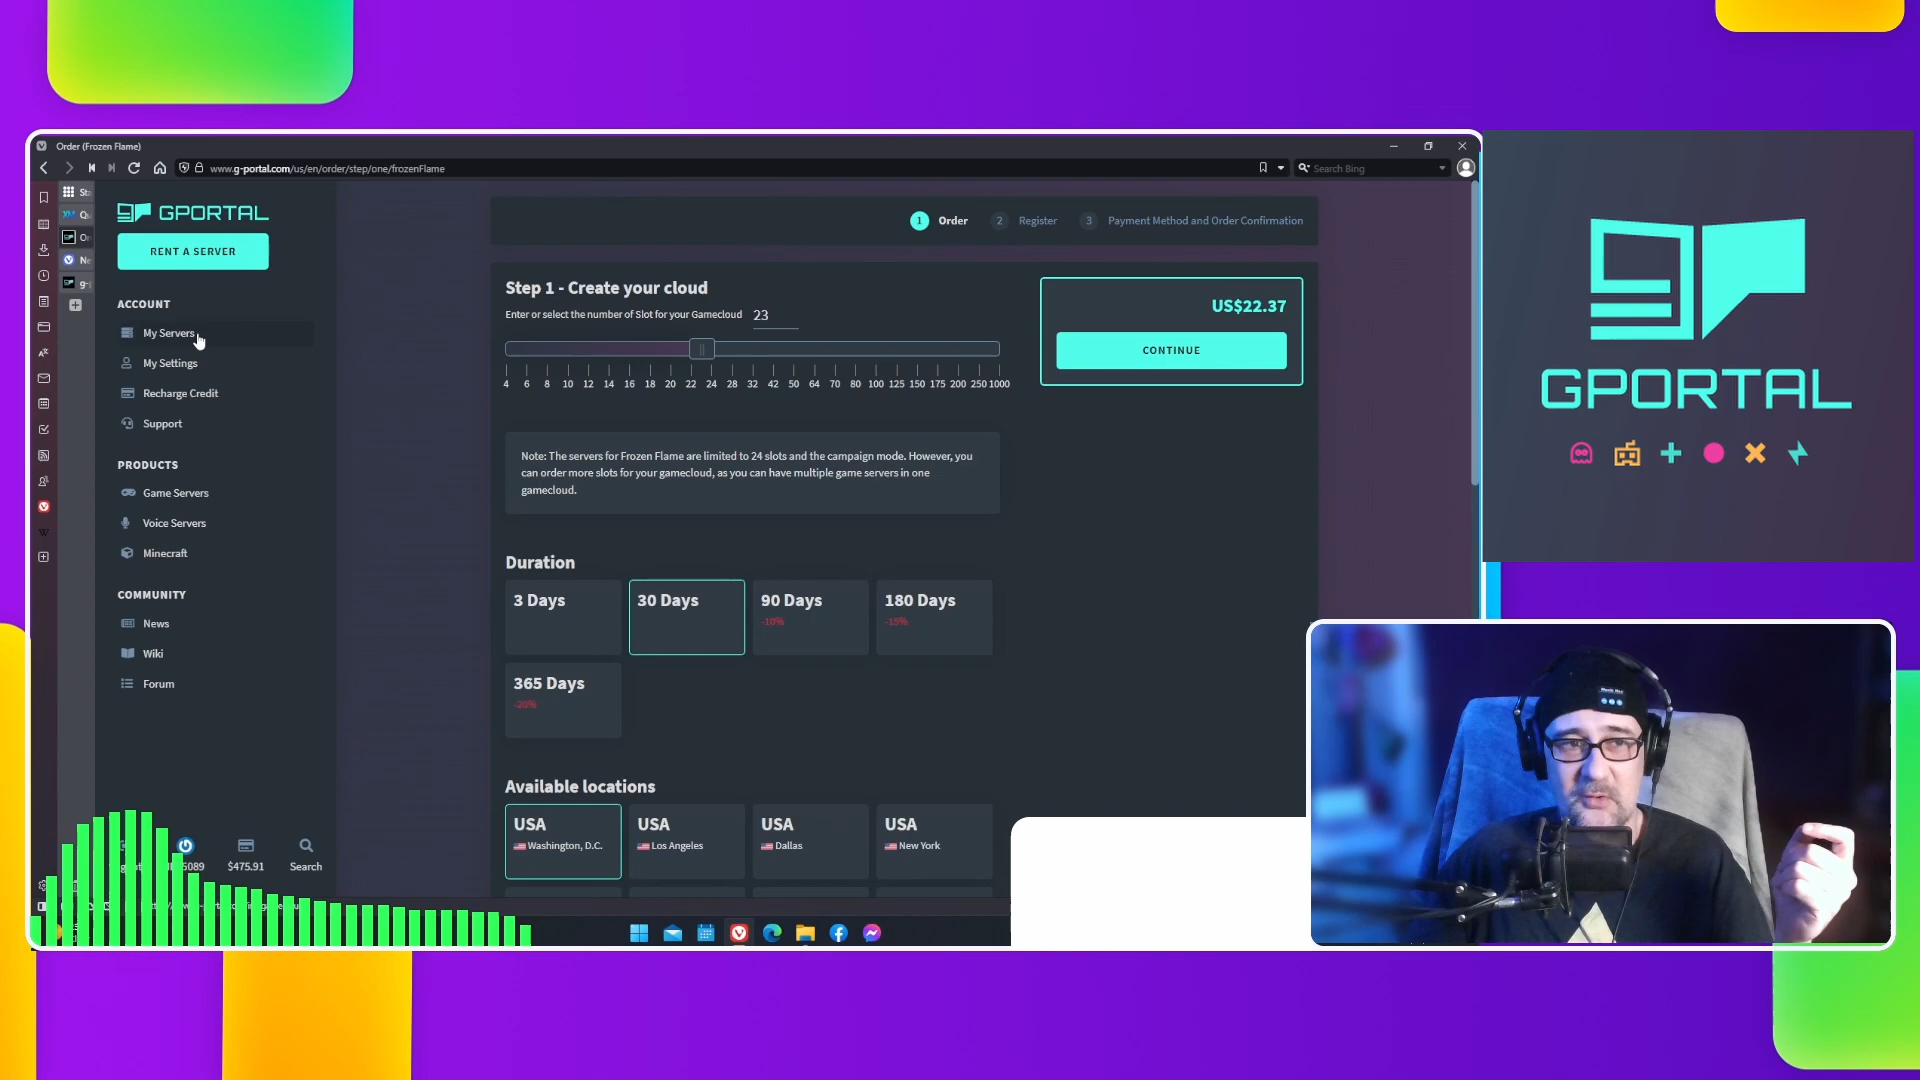 Order (Frozen Flame)
www.g-portal.com/us/en/order/step/one/frozenFlame
Search Bing
GPORTAL
RENT A SERVER
ACCOUNT
My Servers
My Settings
Recharge Credit
Support
PRODUCTS
Game Servers
Voice Servers
Minecraft
COMMUNITY
News
Wiki
Forum
$475.91
Search
1 Order
2 Register
3 Payment Method and Order Confirmation
Step 1 - Create your cloud
Enter or select the number of Slot for your Gamecloud 23
4 6 8 10 12 14 16 18 20 22 24 28 32 42 50 64 70 80 100 125 150 175 200 250 1000
US$22.37
CONTINUE
Note: The servers for Frozen Flame are limited to 24 slots and the campaign mode. However, you
can order more slots for your gamecloud, as you can have multiple game servers in one
gamecloud.
Duration
3 Days
30 Days
90 Days
-10%
180 Days
-15%
365 Days
-20%
Available locations
USA
Washington, D.C.
USA
Los Angeles
USA
Dallas
USA
New York
GPORTAL